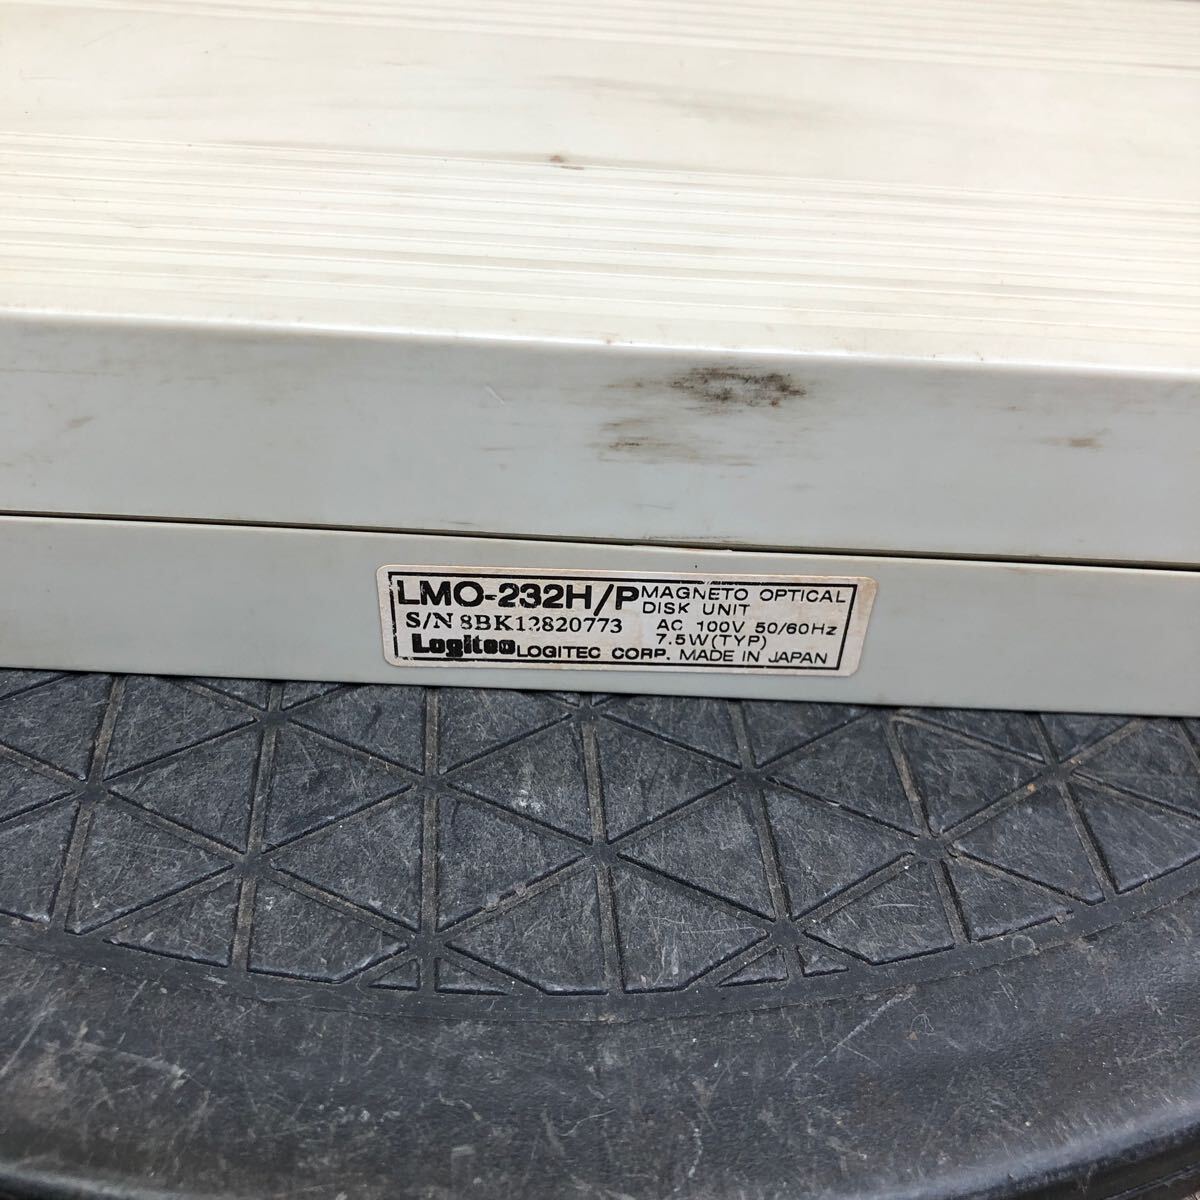 LMO-232H/P MAGNETO OPTICAL
DISK UNIT
S/N 8BK12820773 AC 100V 50/60Hz
7.5W(TYP)
Logitec LOGITEC CORP. MADE IN JAPAN